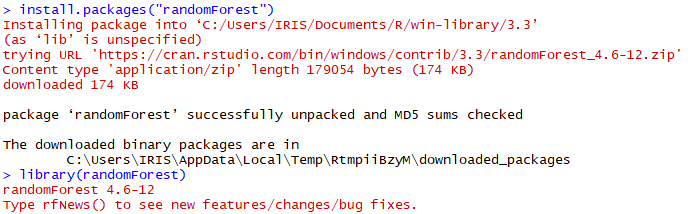 > install.packages("randomForest")
Installing package into ‘C:/Users/IRIS/Documents/R/win-library/3.3’
(as ‘lib’ is unspecified)
trying URL 'https://cran.rstudio.com/bin/windows/contrib/3.3/randomForest_4.6-12.zip'
Content type 'application/zip' length 179054 bytes (174 KB)
downloaded 174 KB
package ‘randomForest’ successfully unpacked and MD5 sums checked
The downloaded binary packages are in
C:\Users\IRIS\AppData\Local\Temp\RtmpiiBzyM\downloaded_packages
> library(randomForest)
randomForest 4.6-12
Type rfNews() to see new features/changes/bug fixes.